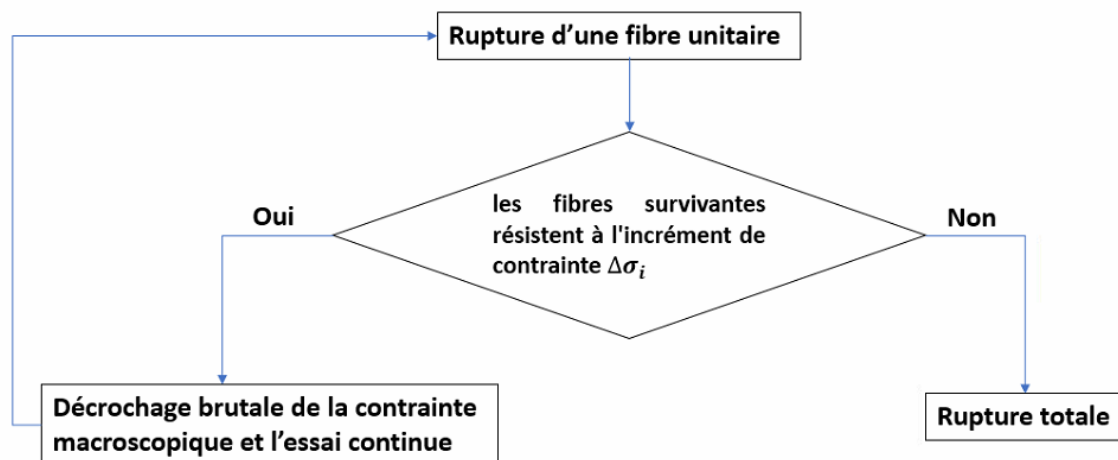 Rupture d’une fibre unitaire
les fibres survivantes
résistent à l'incrément de
contrainte Δσᵢ
Oui
Non
Décrochage brutale de la contrainte
macroscopique et l’essai continue
Rupture totale